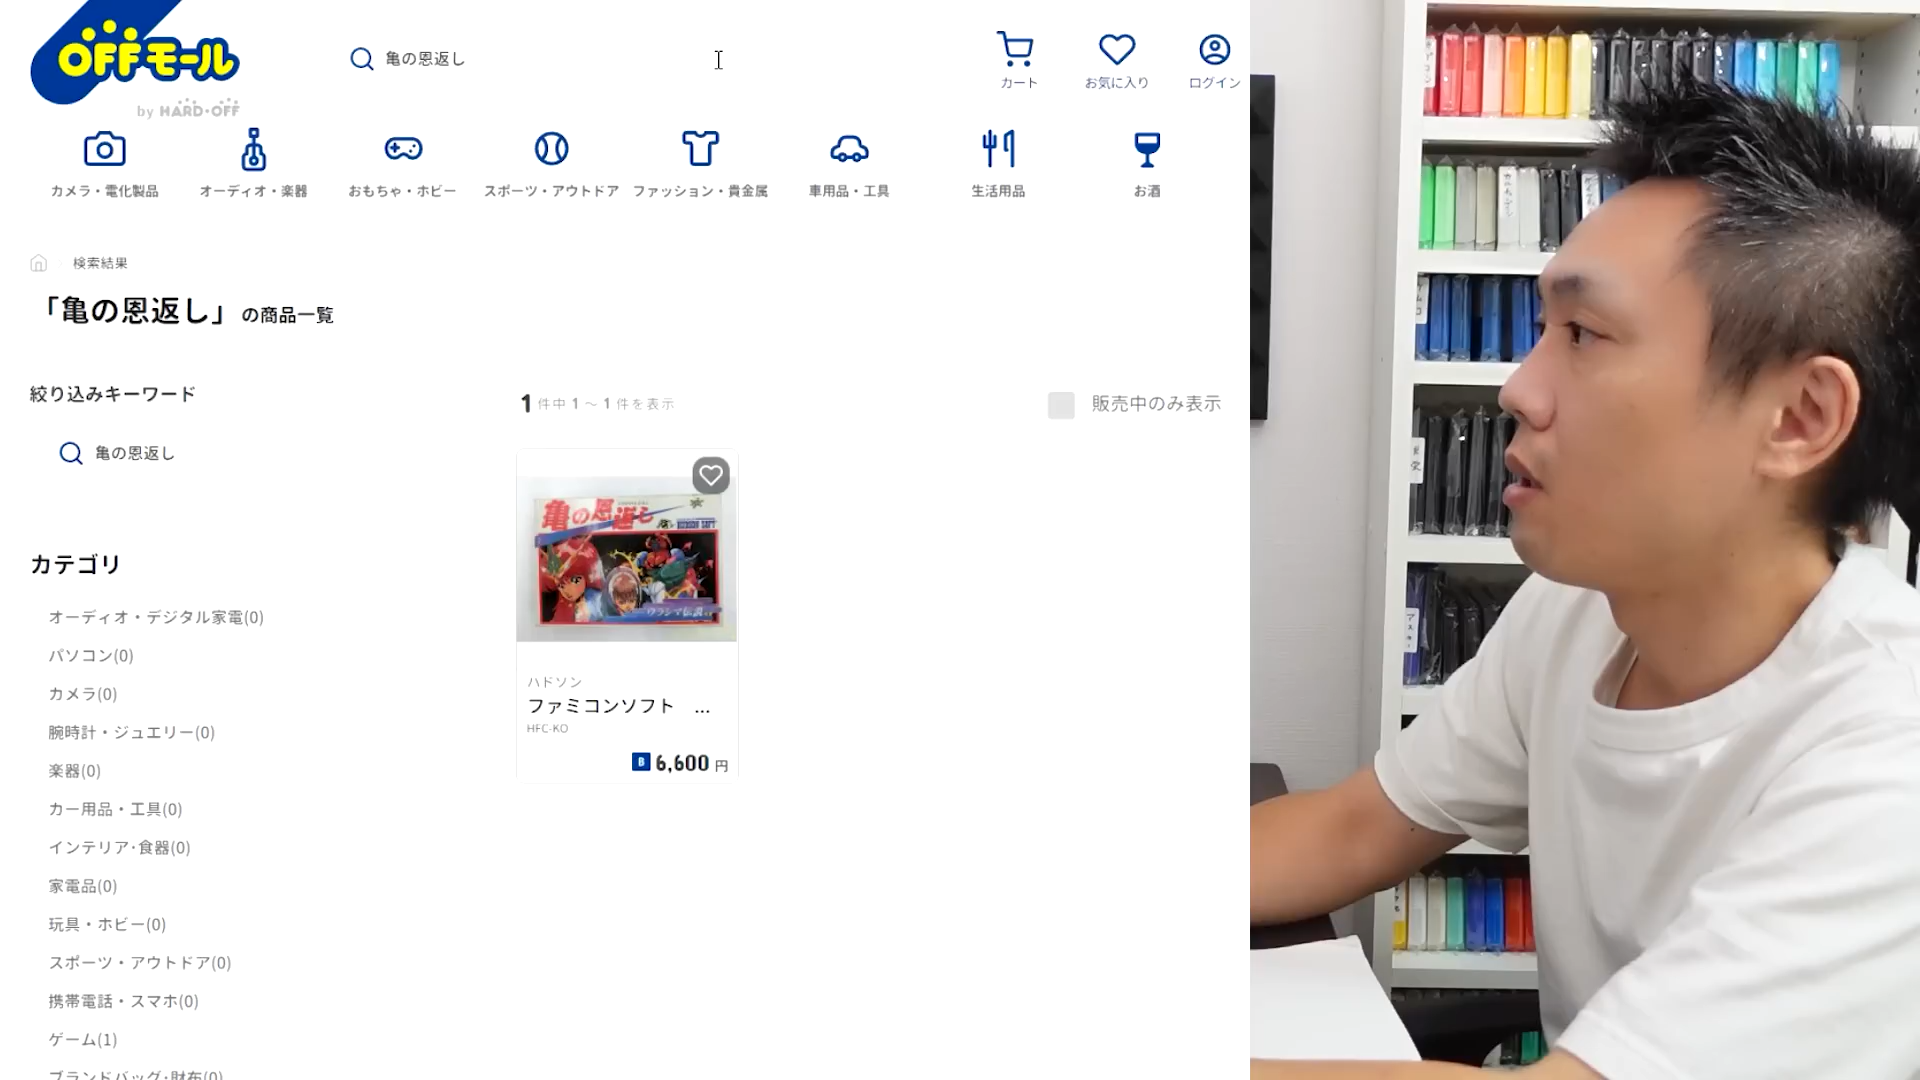 OFFモール
by HARD・OFF
亀の恩返し
カート
お気に入り
ログイン
カメラ・電化製品
オーディオ・楽器
おもちゃ・ホビー
スポーツ・アウトドア
ファッション・貴金属
車用品・工具
生活用品
お酒
検索結果
「亀の恩返し」の商品一覧
絞り込みキーワード
亀の恩返し
1 件中 1 ～ 1 件を表示
販売中のみ表示
亀の恩返し
HUDSON SOFT
ウラシマ伝説
ハドソン
ファミコンソフト ...
HFC-KO
B 6,600 円
カテゴリ
オーディオ・デジタル家電(0)
パソコン(0)
カメラ(0)
腕時計・ジュエリー(0)
楽器(0)
カー用品・工具(0)
インテリア･食器(0)
家電品(0)
玩具・ホビー(0)
スポーツ・アウトドア(0)
携帯電話・スマホ(0)
ゲーム(1)
ブランドバッグ･財布(0)